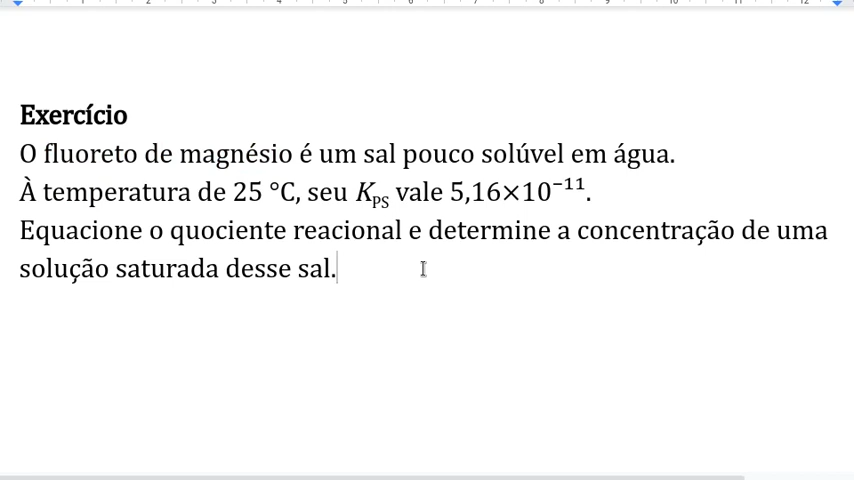 Exercício
O fluoreto de magnésio é um sal pouco solúvel em água.
À temperatura de 25 °C, seu KPS vale 5,16×10⁻¹¹.
Equacione o quociente reacional e determine a concentração de uma
solução saturada desse sal.